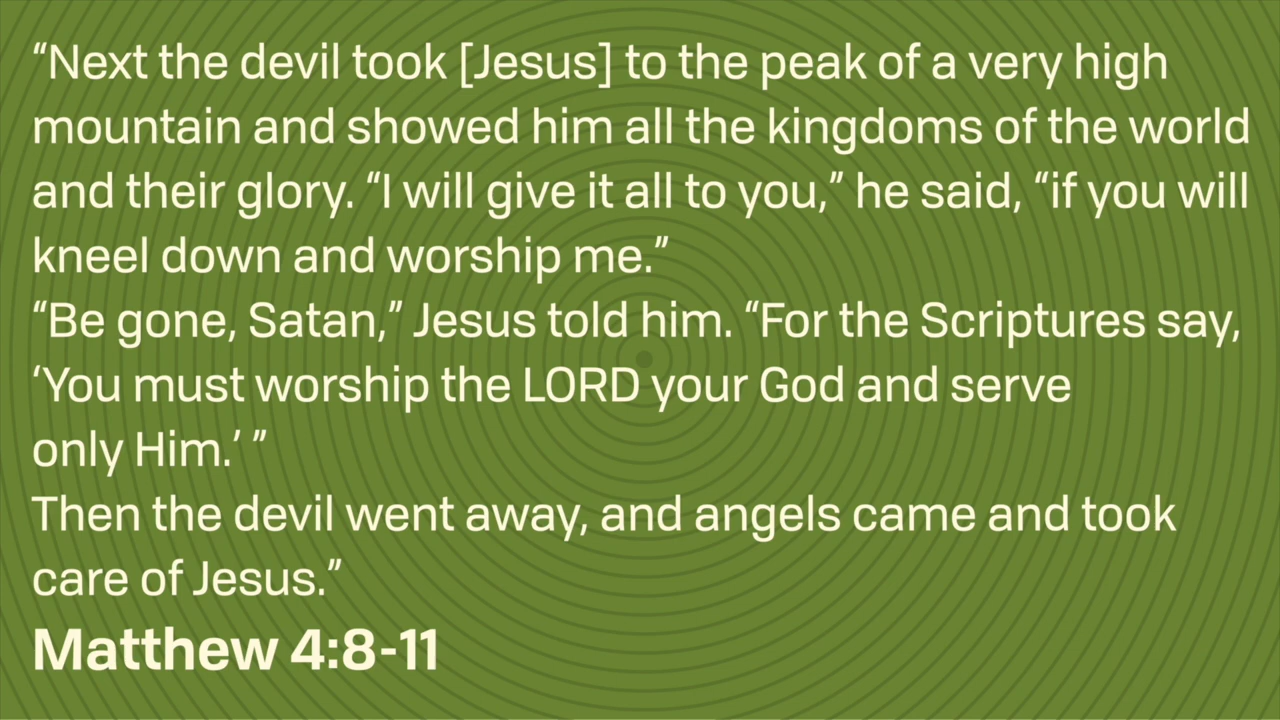 “Next the devil took [Jesus] to the peak of a very high
mountain and showed him all the kingdoms of the world
and their glory. “I will give it all to you,” he said, “if you will
kneel down and worship me.”
“Be gone, Satan,” Jesus told him. “For the Scriptures say,
‘You must worship the LORD your God and serve
only Him.’ ”
Then the devil went away, and angels came and took
care of Jesus.”
Matthew 4:8-11